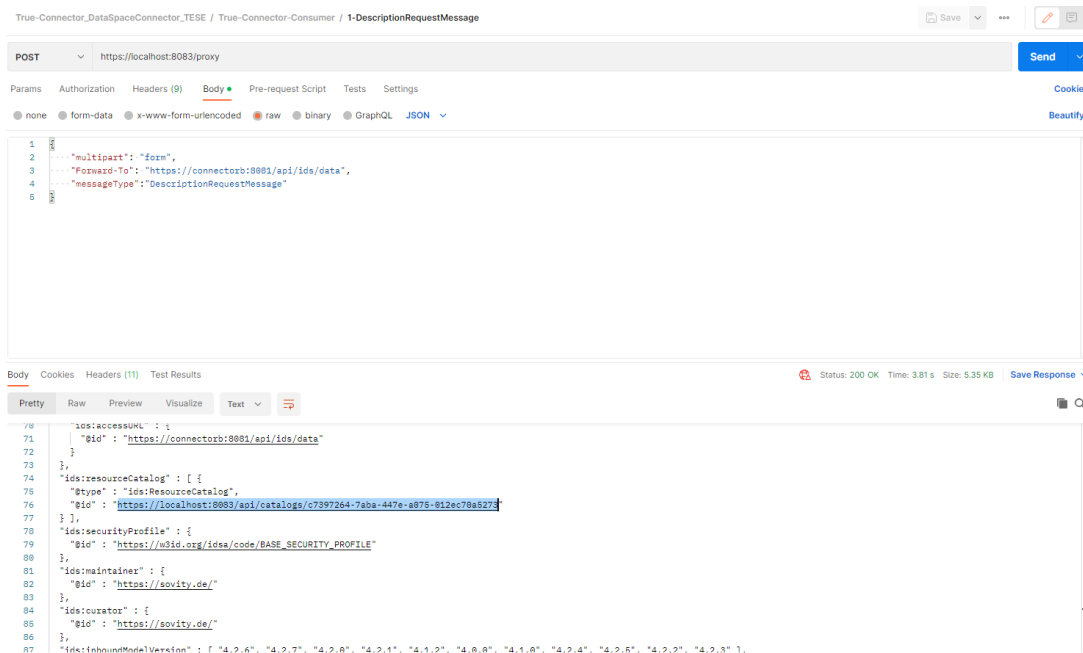 True-Connector_DataSpaceConnector_TESE / True-Connector-Consumer / 1-DescriptionRequestMessage
Save
POST https://localhost:8083/proxy Send
Params Authorization Headers (9) Body Pre-request Script Tests Settings Cookie
none form-data x-www-form-urlencoded raw binary GraphQL JSON Beautify
1 {
2 "multipart": "form",
3 "Forward-To": "https://connectorb:8081/api/ids/data",
4 "messageType":"DescriptionRequestMessage"
5 }
Body Cookies Headers (11) Test Results Status: 200 OK Time: 3.81 s Size: 5.35 KB Save Response
Pretty Raw Preview Visualize Text
70 "ids:accessURL" : {
71 "@id" : "https://connectorb:8081/api/ids/data"
72 }
73 },
74 "ids:resourceCatalog" : [ {
75 "@type" : "ids:ResourceCatalog",
76 "@id" : "https://localhost:8083/api/catalogs/c7397264-7aba-447e-a075-012ec70a5273"
77 } ],
78 "ids:securityProfile" : {
79 "@id" : "https://w3id.org/idsa/code/BASE_SECURITY_PROFILE"
80 },
81 "ids:maintainer" : {
82 "@id" : "https://sovity.de/"
83 },
84 "ids:curator" : {
85 "@id" : "https://sovity.de/"
86 },
87 "ids:inboundModelVersion" : [ "4.2.6", "4.2.7", "4.2.0", "4.2.1", "4.1.2", "4.0.0", "4.1.0", "4.2.4", "4.2.5", "4.2.2", "4.2.3" ],